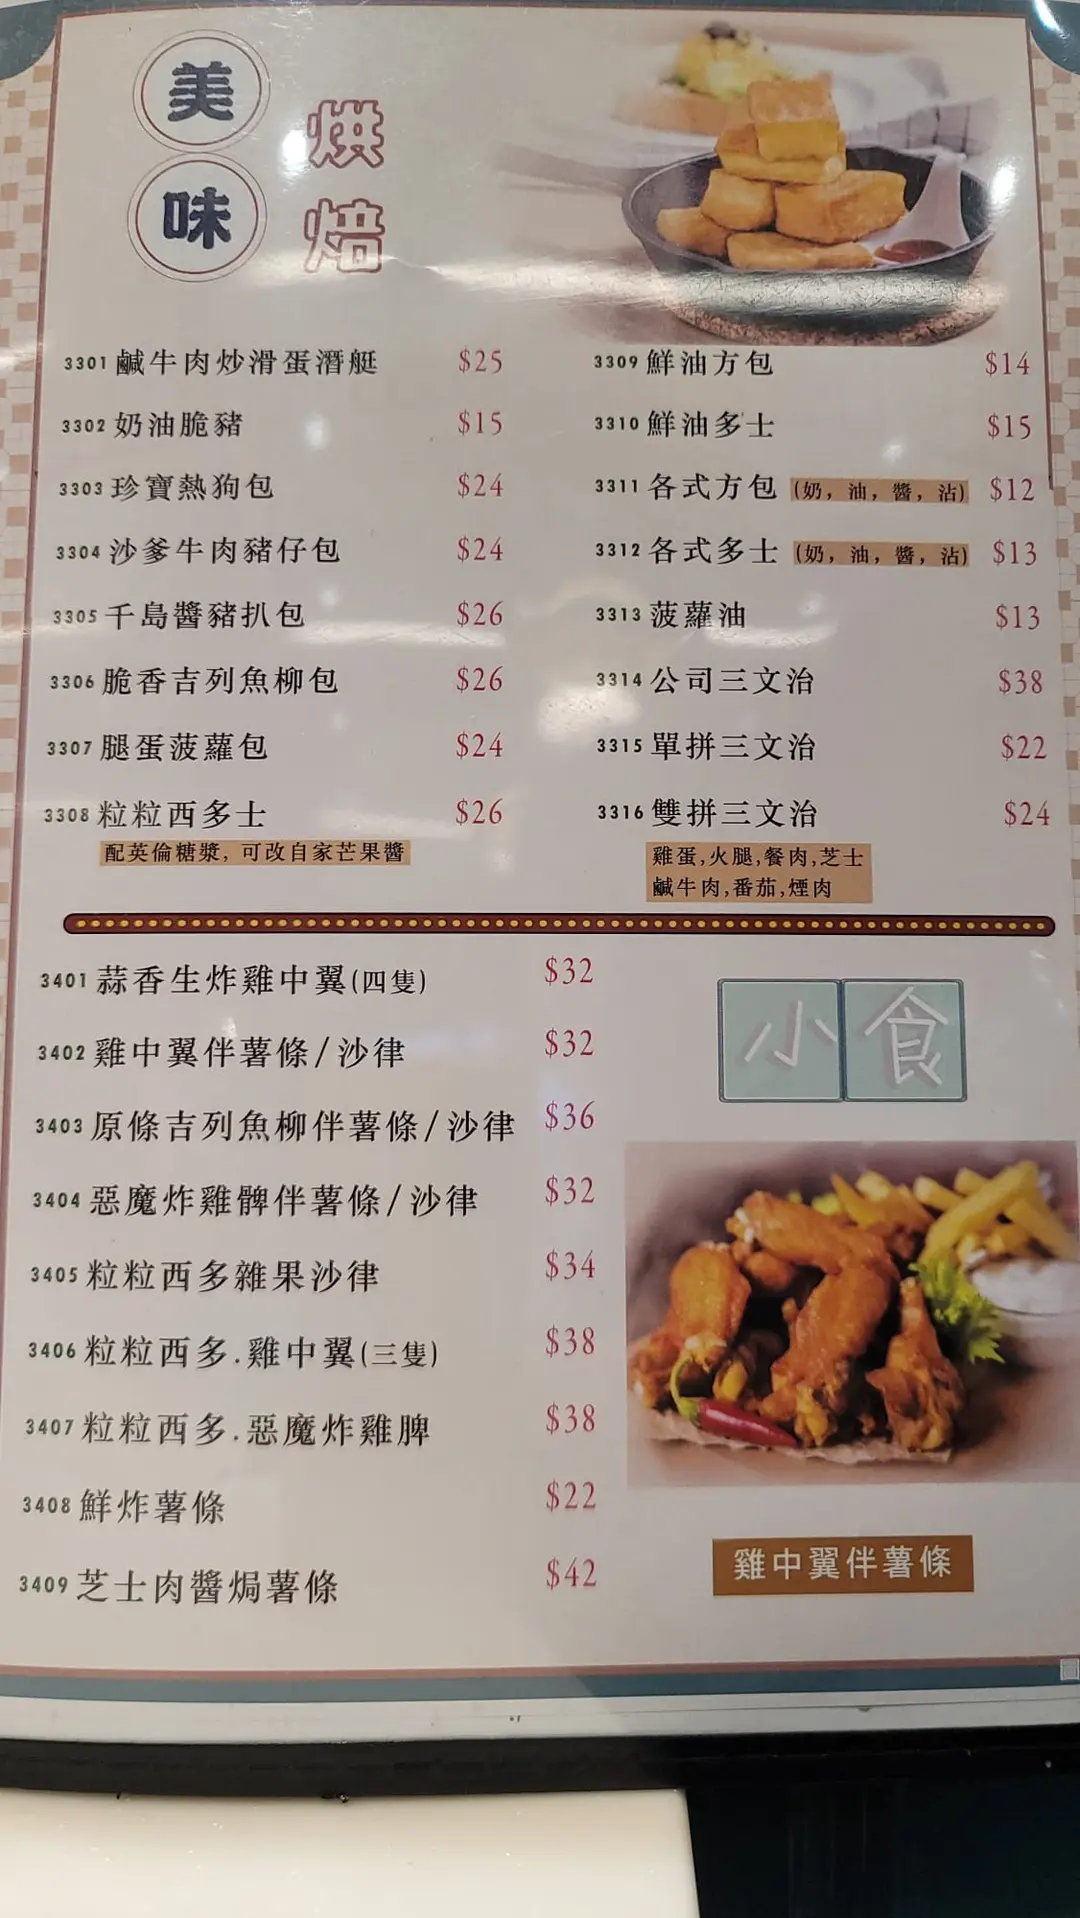 美味
烘焙
3301 鹹牛肉炒滑蛋潛艇 $25
3302 奶油脆豬 $15
3303 珍寶熱狗包 $24
3304 沙爹牛肉豬仔包 $24
3305 千島醬豬扒包 $26
3306 脆香吉列魚柳包 $26
3307 腿蛋菠蘿包 $24
3308 粒粒西多士 $26
配英倫糖漿, 可改自家芒果醬
3309 鮮油方包 $14
3310 鮮油多士 $15
3311 各式方包 (奶, 油, 醬, 沾) $12
3312 各式多士 (奶, 油, 醬, 沾) $13
3313 菠蘿油 $13
3314 公司三文治 $38
3315 單拼三文治 $22
3316 雙拼三文治 $24
雞蛋,火腿,餐肉,芝士
鹹牛肉,番茄,煙肉
小食
3401 蒜香生炸雞中翼(四隻) $32
3402 雞中翼伴薯條/沙律 $32
3403 原條吉列魚柳伴薯條/沙律 $36
3404 惡魔炸雞髀伴薯條/沙律 $32
3405 粒粒西多雜果沙律 $34
3406 粒粒西多.雞中翼(三隻) $38
3407 粒粒西多.惡魔炸雞脾 $38
3408 鮮炸薯條 $22
3409 芝士肉醬焗薯條 $42
雞中翼伴薯條